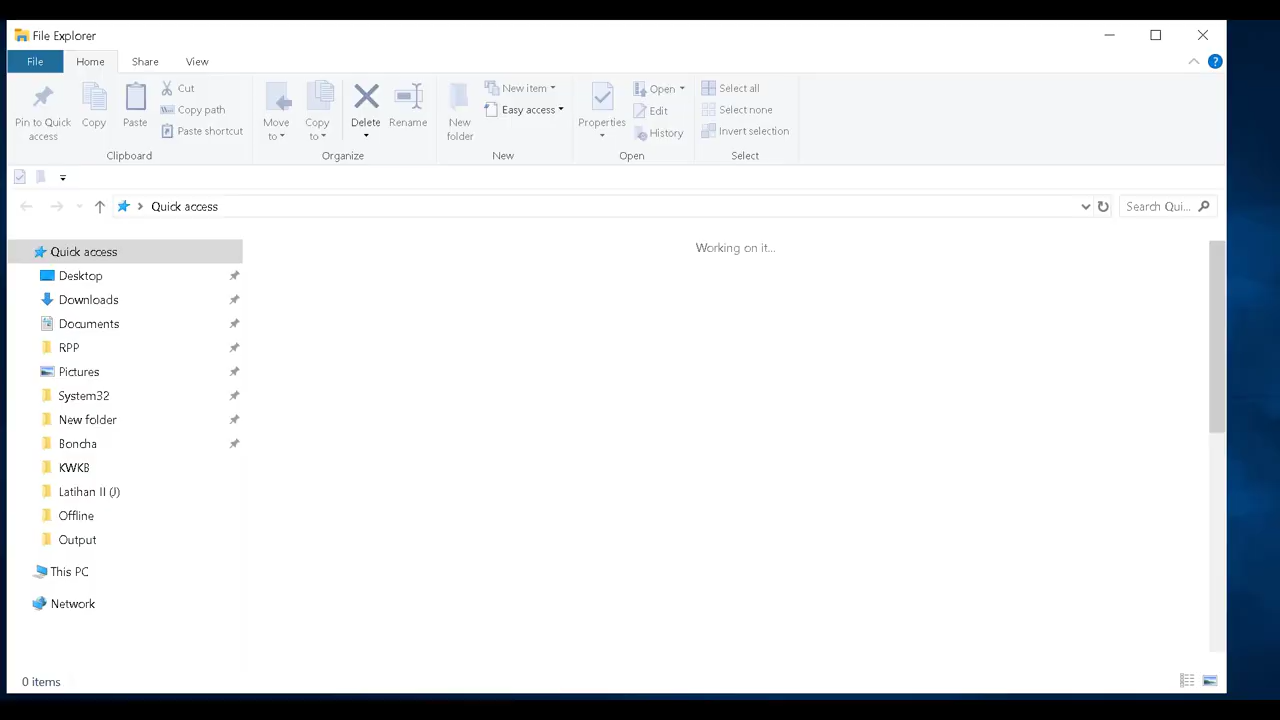 File Explorer
File Home Share View
Pin to Quick access
Copy
Paste
Cut
Copy path
Paste shortcut
Clipboard
Move to
Copy to
Delete
Rename
Organize
New folder
New item
Easy access
New
Properties
Open
Edit
History
Open
Select all
Select none
Invert selection
Select
Quick access
Search Qui...
Quick access
Working on it...
Desktop
Downloads
Documents
RPP
Pictures
System32
New folder
Boncha
KWKB
Latihan II (J)
Offline
Output
This PC
Network
0 items